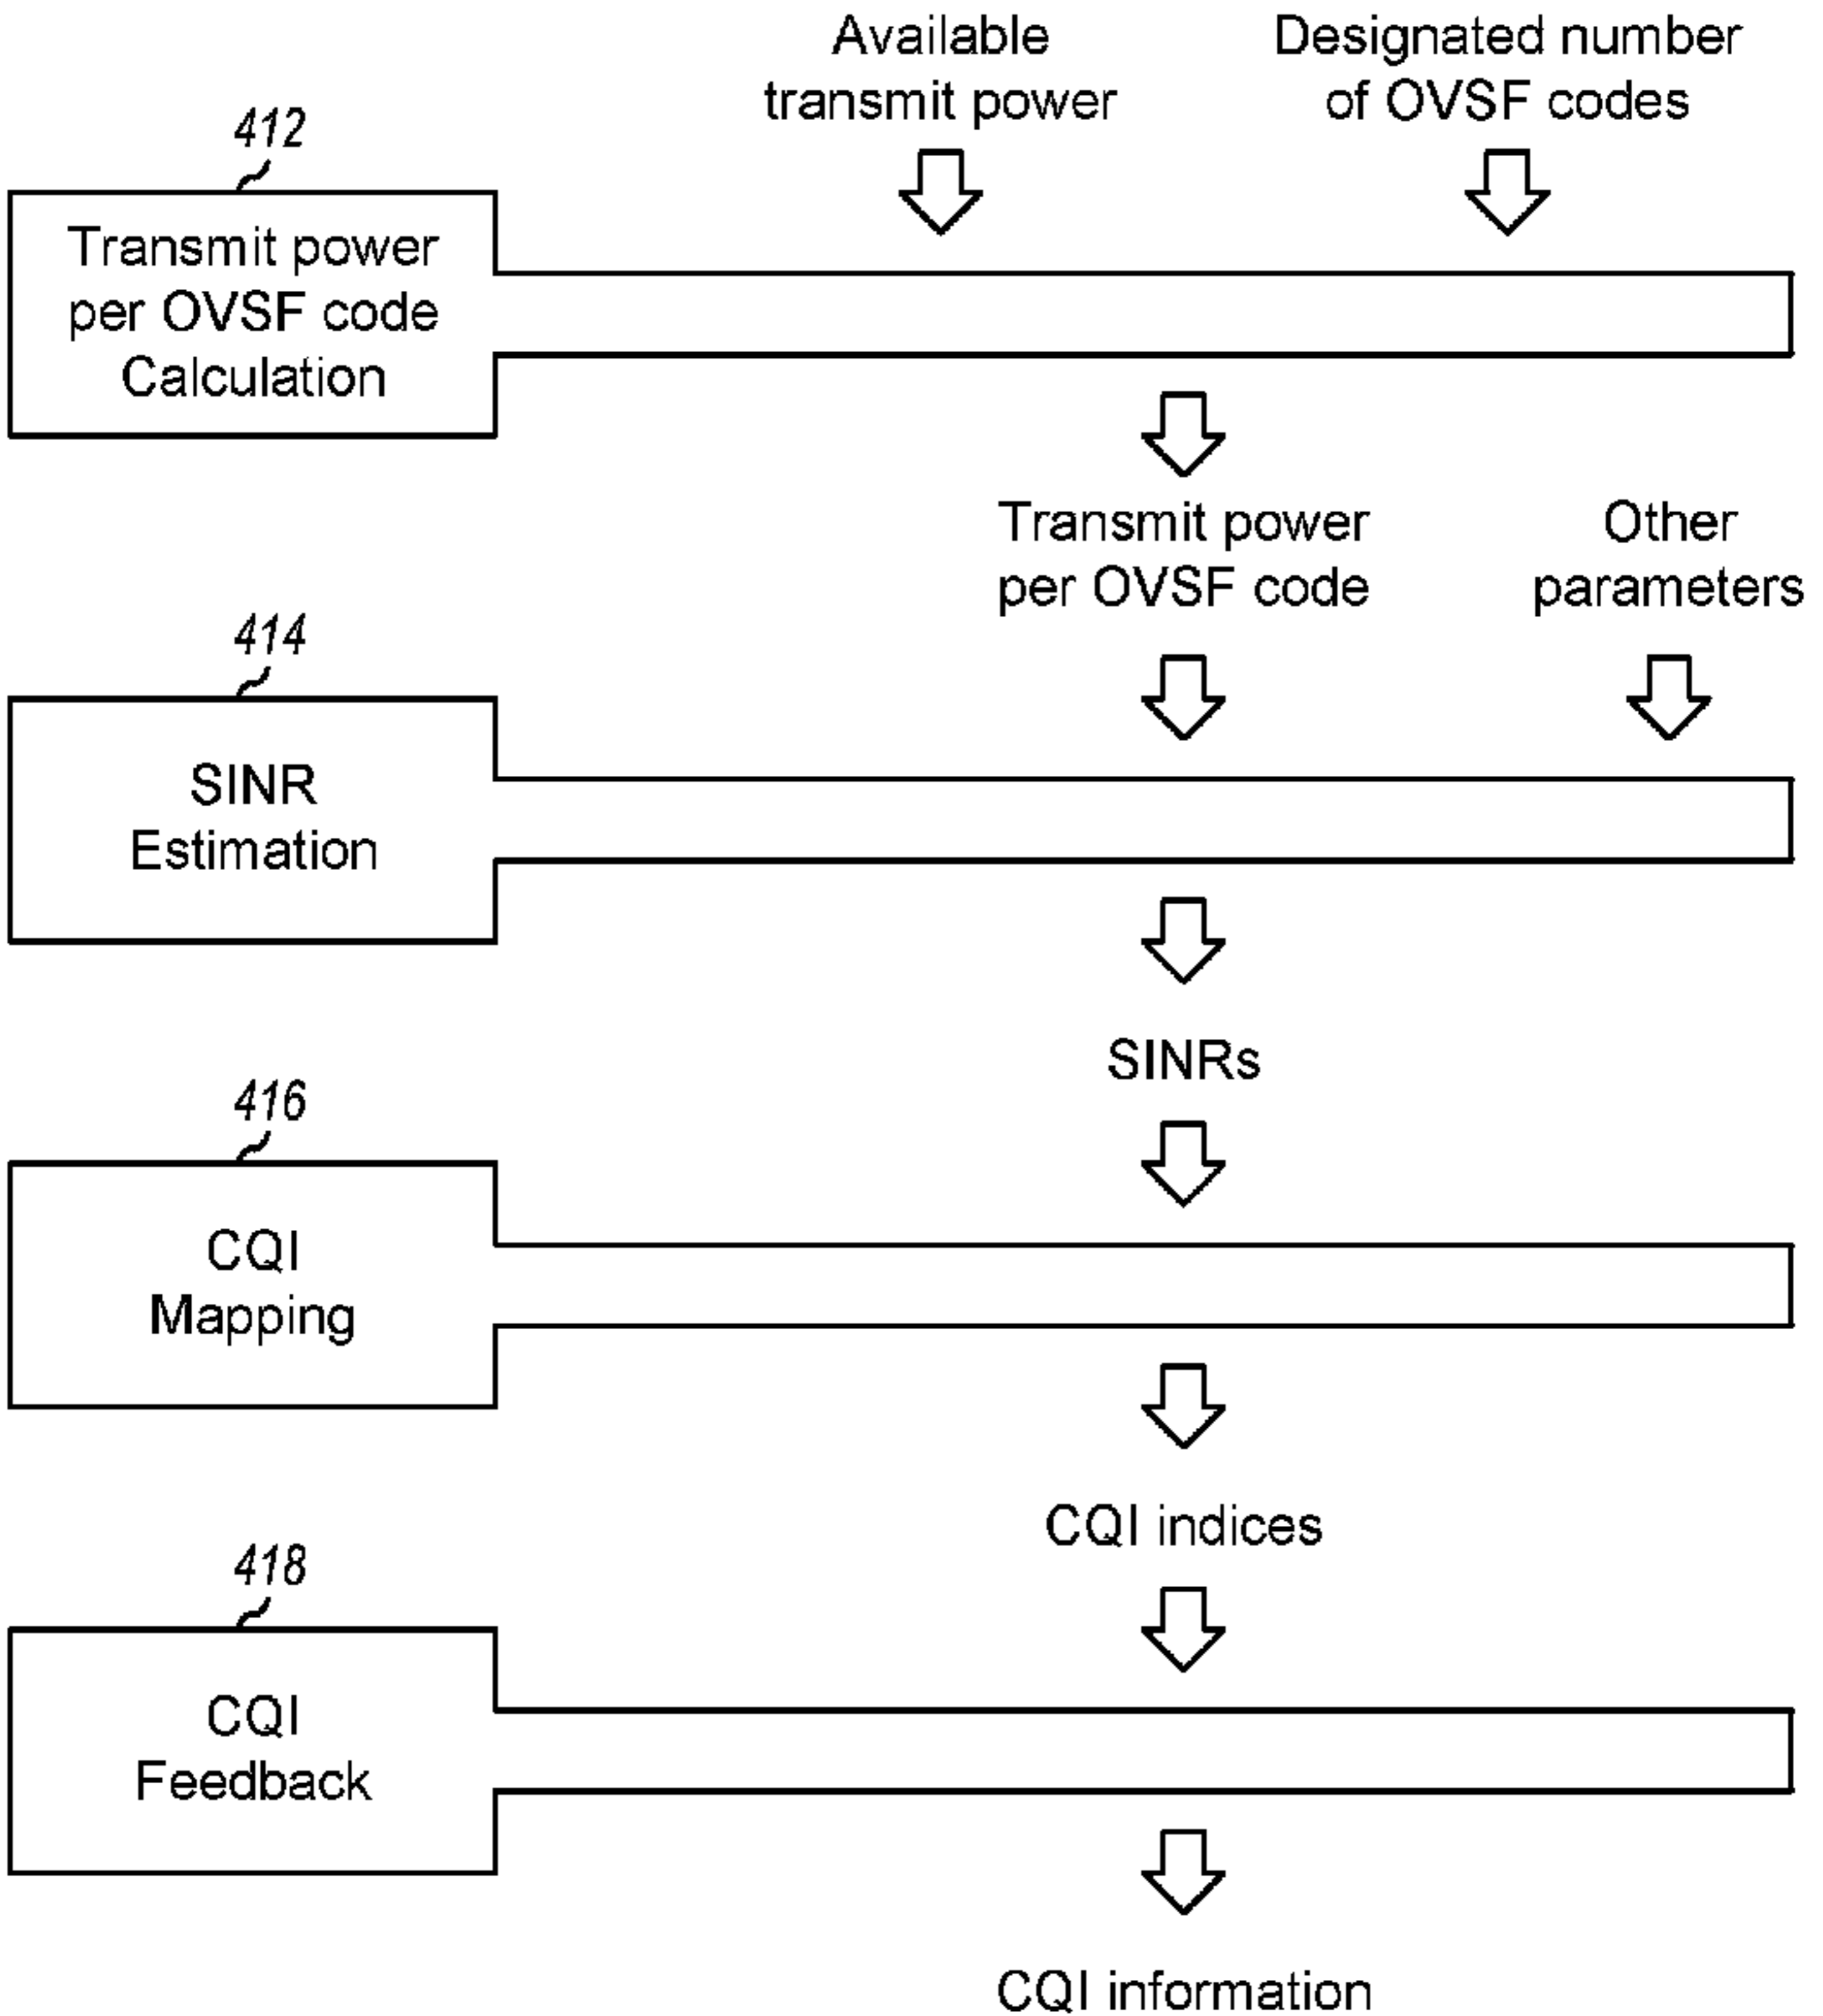 Available
transmit power
Designated number
of OVSF codes
412
Transmit power
per OVSF code
Calculation
Transmit power
per OVSF code
Other
parameters
414
SINR
Estimation
SINRs
416
CQI
Mapping
CQI indices
418
CQI
Feedback
CQI information